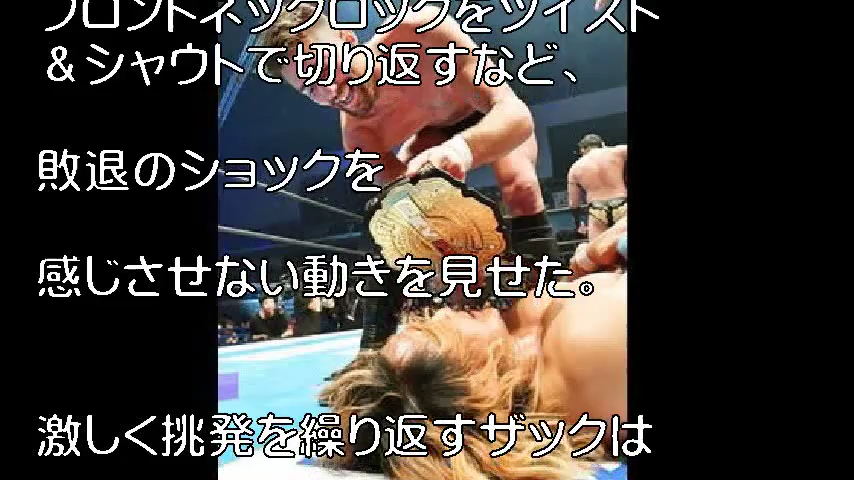 フロントネックロックをツイスト
＆シャウトで切り返すなど、
敗退のショックを
感じさせない動きを見せた。
激しく挑発を繰り返すザックは